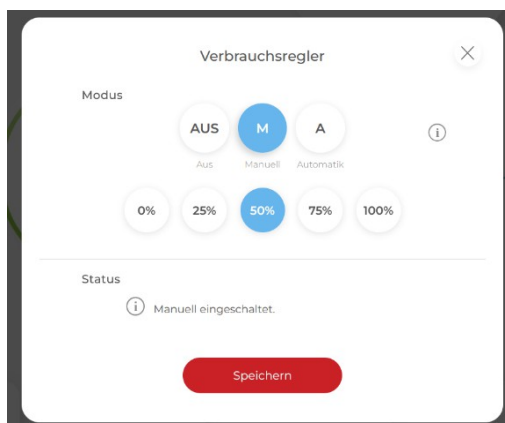 Verbrauchsregler
Modus
AUS M A
Aus Manuell Automatik
0% 25% 50% 75% 100%
Status
i Manuell eingeschaltet.
Speichern